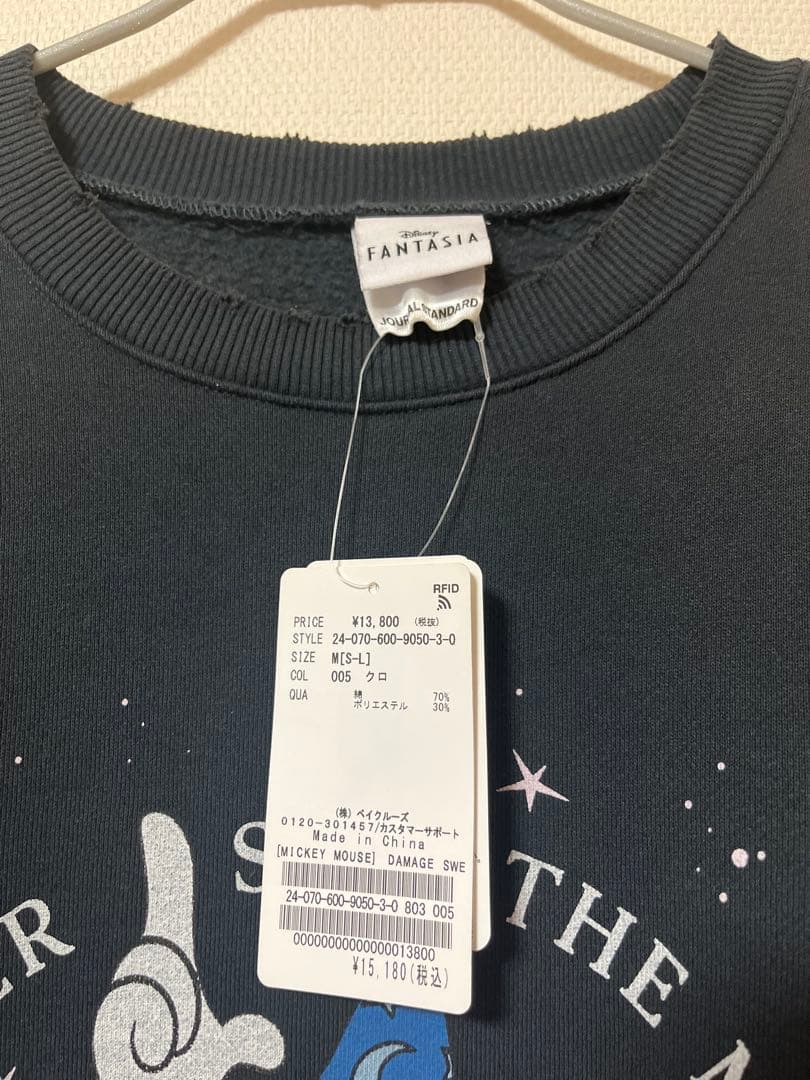 Disney
FANTASIA
JOURNAL STANDARD
RFID
PRICE ¥13,800 (税抜)
STYLE 24-070-600-9050-3-0
SIZE M[S-L]
COL 005 クロ
QUA 綿 70%
ポリエステル 30%
(株) ベイクルーズ
0120-301457/カスタマーサポート
Made in China
[MICKEY MOUSE] DAMAGE SWE
24-070-600-9050-3-0 803 005
00000000000000013800
¥15,180(税込)
ER S THE A